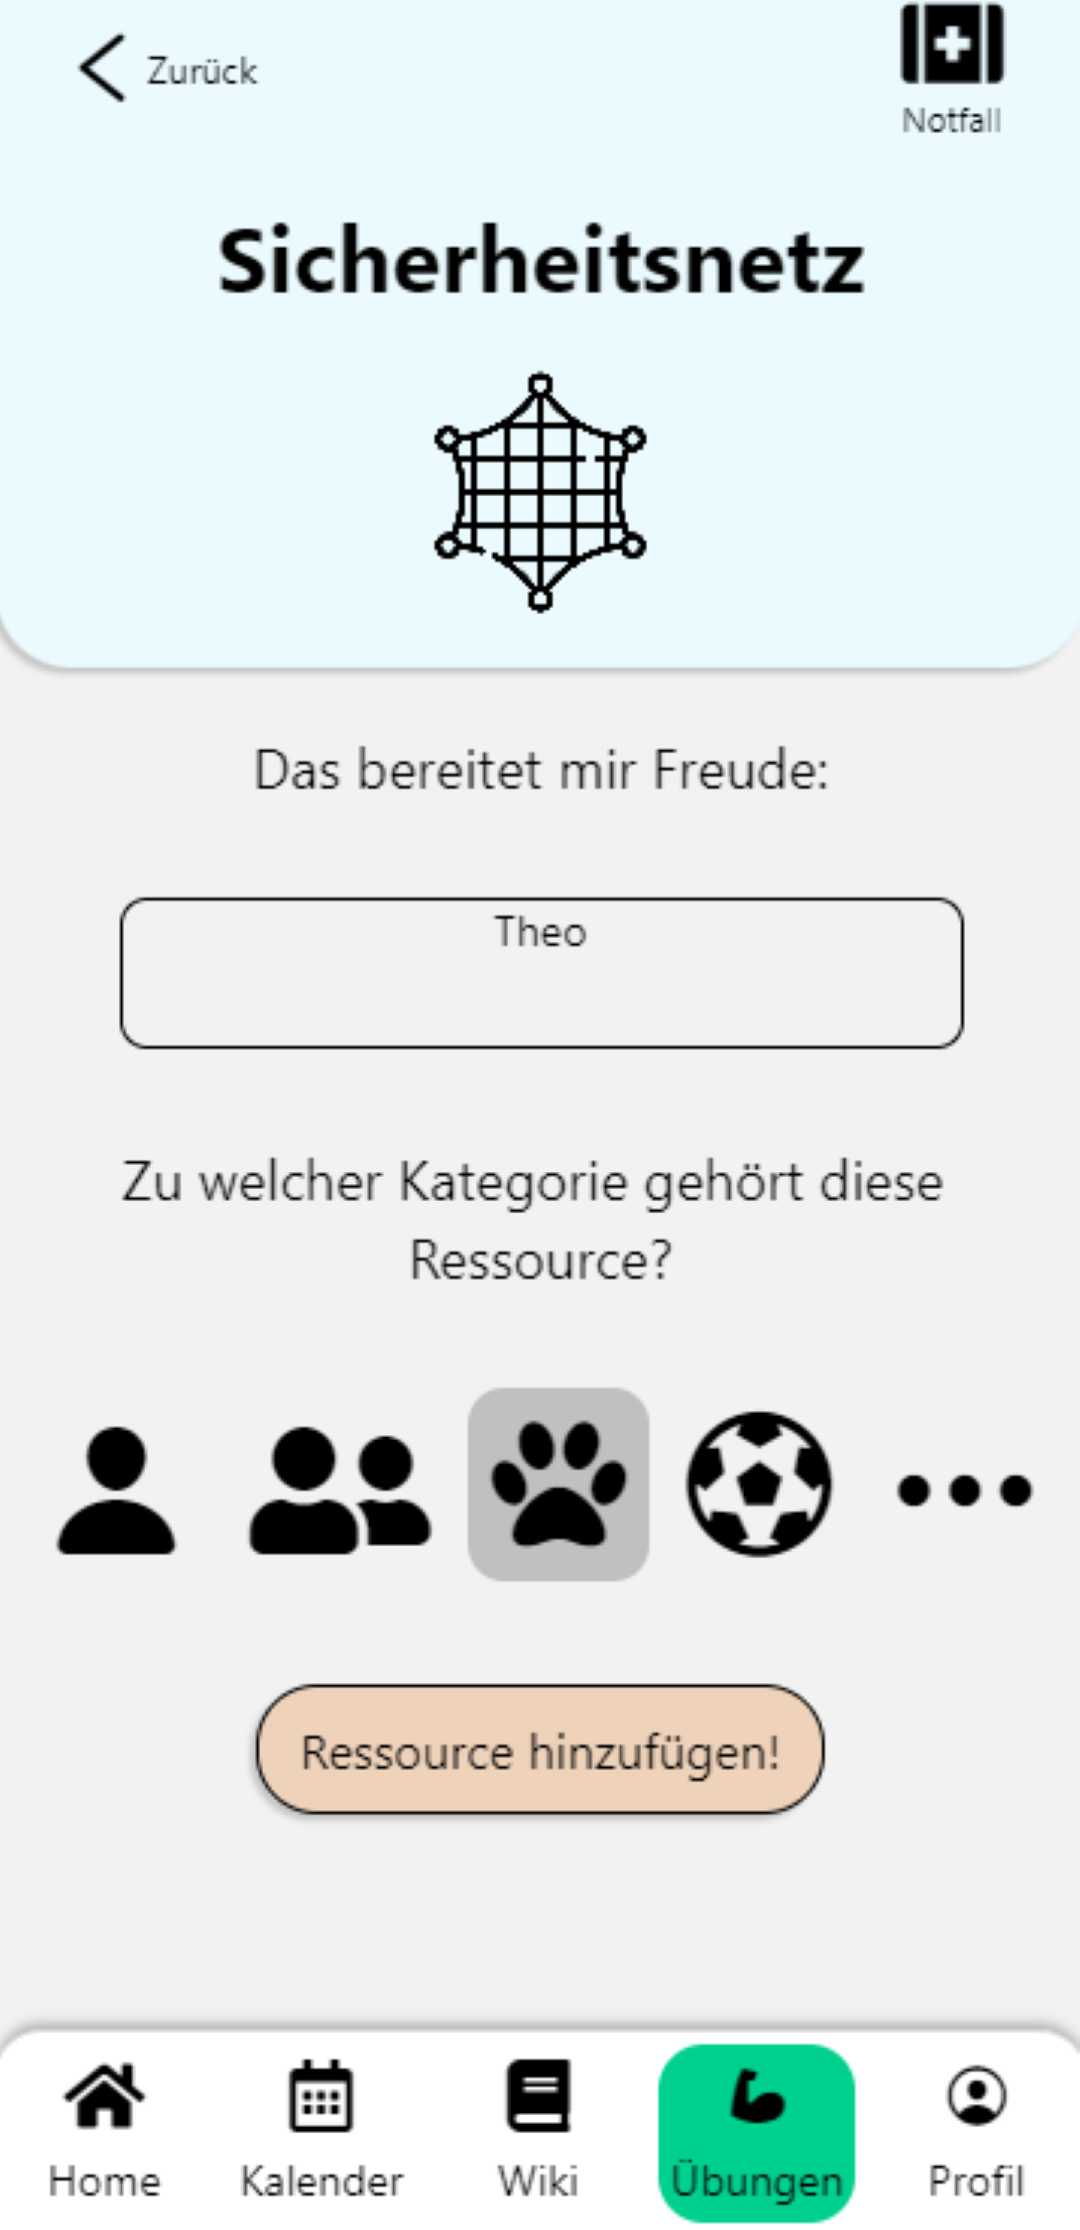 Zurück
Notfall
Sicherheitsnetz
Das bereitet mir Freude:
Theo
Zu welcher Kategorie gehört diese
Ressource?
Ressource hinzufügen!
Home
Kalender
Wiki
Übungen
Profil